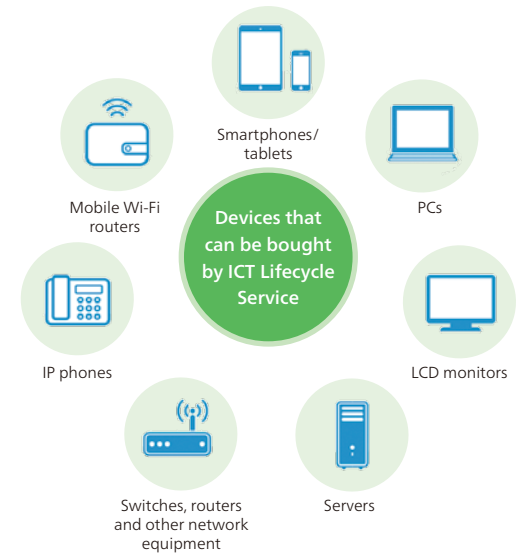 Smartphones/
tablets
Mobile Wi-Fi
routers
PCs
Devices that
can be bought
by ICT Lifecycle
Service
IP phones
LCD monitors
Switches, routers
and other network
equipment
Servers